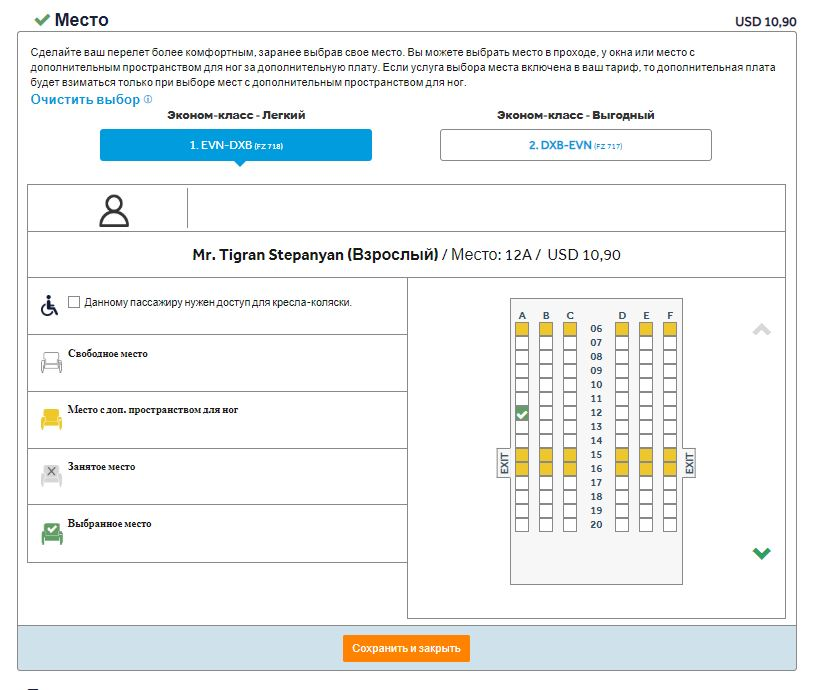 Место
USD 10,90
Сделайте ваш перелет более комфортным, заранее выбрав свое место. Вы можете выбрать место в проходе, у окна или место с
дополнительным пространством для ног за дополнительную плату. Если услуга выбора места включена в ваш тариф, то дополнительная плата
будет взиматься только при выборе мест с дополнительным пространством для ног.
Очистить выбор
Эконом-класс - Легкий
Эконом-класс - Выгодный
1. EVN-DXB (FZ 718)
2. DXB-EVN (FZ 717)
Mr. Tigran Stepanyan (Взрослый) / Место: 12A / USD 10,90
Данному пассажиру нужен доступ для кресла-коляски.
Свободное место
Место с доп. пространством для ног
Занятое место
Выбранное место
A B C D E F
06
07
08
09
10
11
12
13
14
15
EXIT EXIT
16
17
18
19
20
Сохранить и закрыть